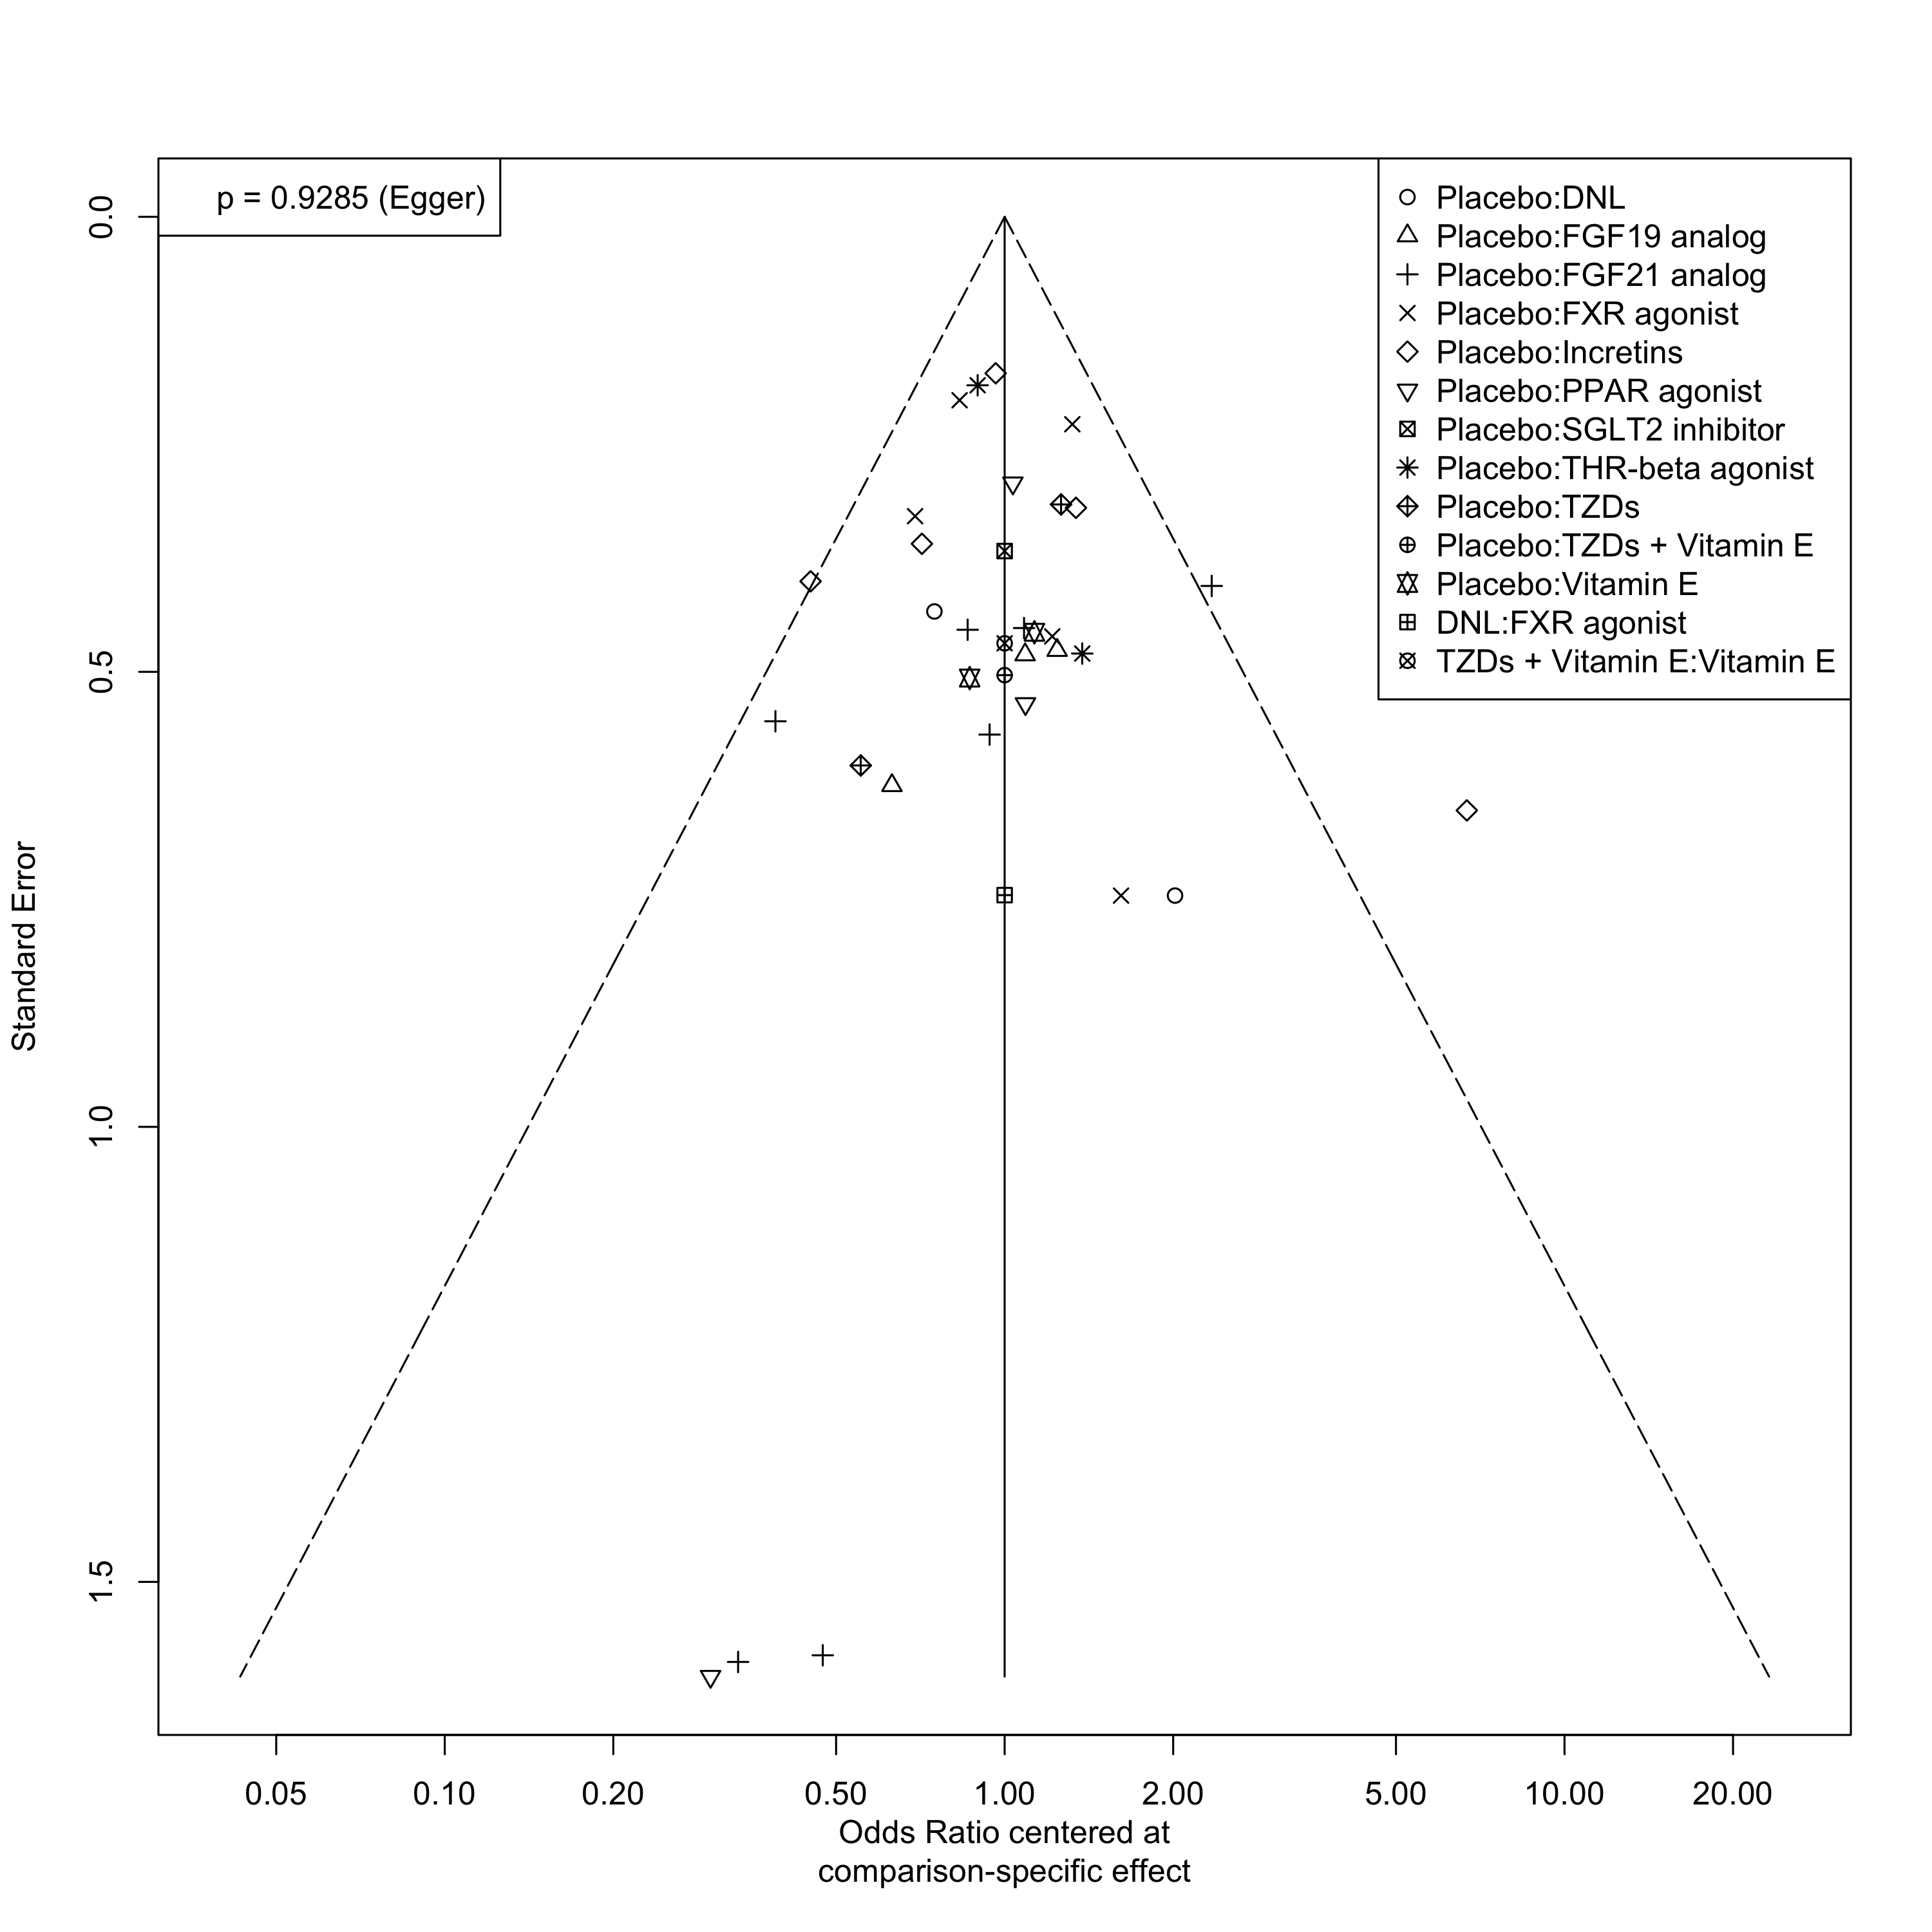 p = 0.9285 (Egger)
Placebo:DNL
Placebo:FGF19 analog
Placebo:FGF21 analog
Placebo:FXR agonist
Placebo:Incretins
Placebo:PPAR agonist
Placebo:SGLT2 inhibitor
Placebo:THR-beta agonist
Placebo:TZDs
Placebo:TZDs + Vitamin E
Placebo:Vitamin E
DNL:FXR agonist
TZDs + Vitamin E:Vitamin E
0.0
0.5
1.0
1.5
Standard Error
0.05 0.10 0.20 0.50 1.00 2.00 5.00 10.00 20.00
Odds Ratio centered at
comparison-specific effect